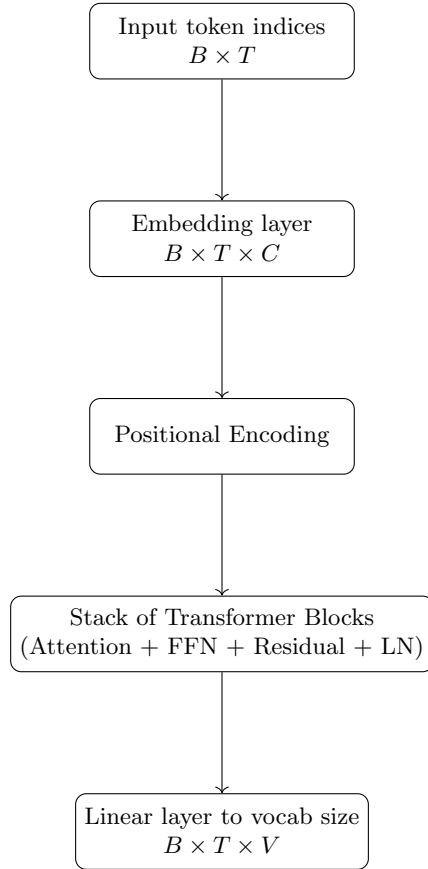 Input token indices
B × T
Embedding layer
B × T × C
Positional Encoding
Stack of Transformer Blocks
(Attention + FFN + Residual + LN)
Linear layer to vocab size
B × T × V